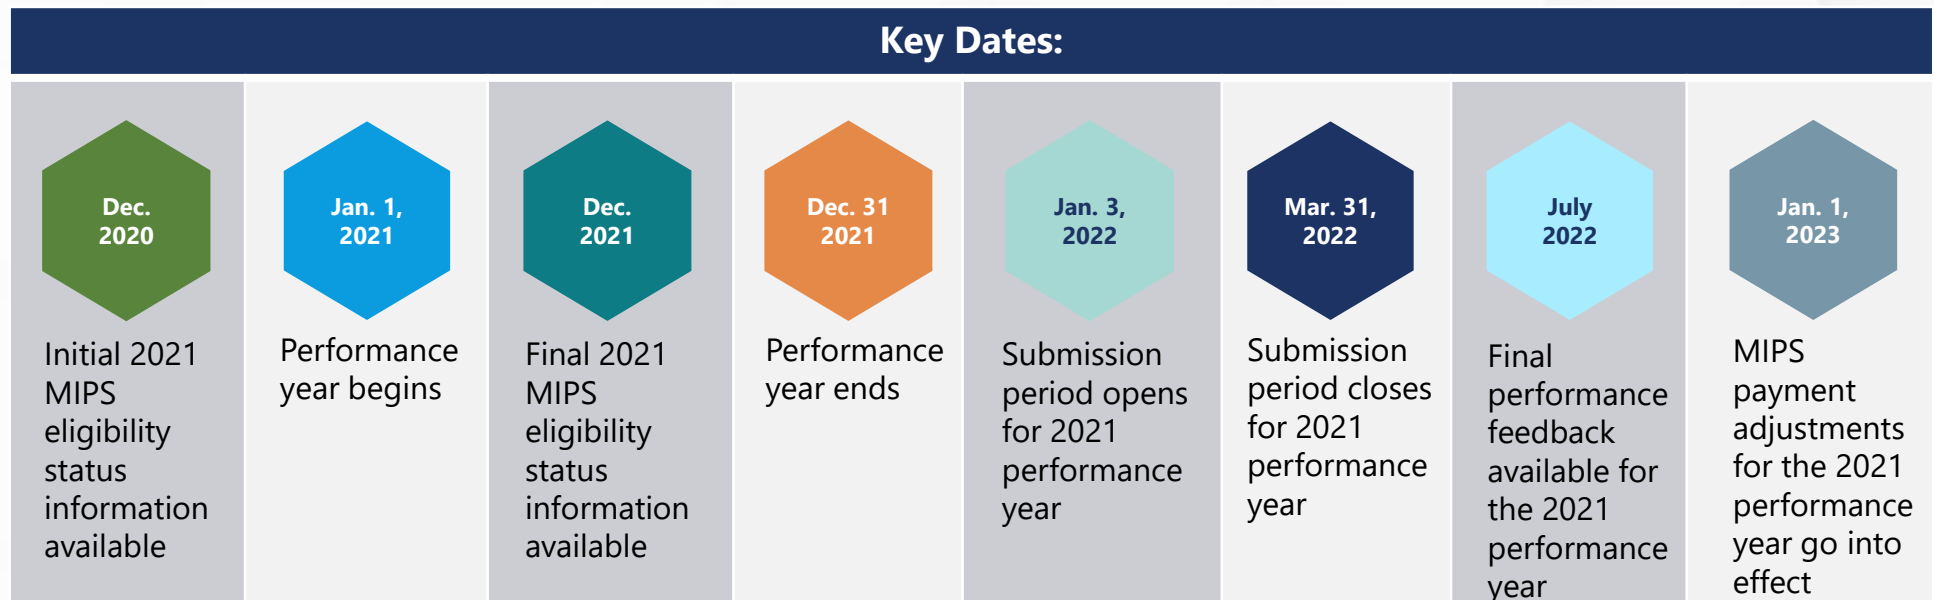 Key Dates:
Dec.
2020
Initial 2021
MIPS
eligibility
status
information
available
Jan. 1,
2021
Performance
year begins
Dec.
2021
Final 2021
MIPS
eligibility
status
information
available
Dec. 31
2021
Performance
year ends
Jan. 3,
2022
Submission
period opens
for 2021
performance
year
Mar. 31,
2022
Submission
period closes
for 2021
performance
year
July
2022
Final
performance
feedback
available for
the 2021
performance
year
Jan. 1,
2023
MIPS
payment
adjustments
for the 2021
performance
year go into
effect